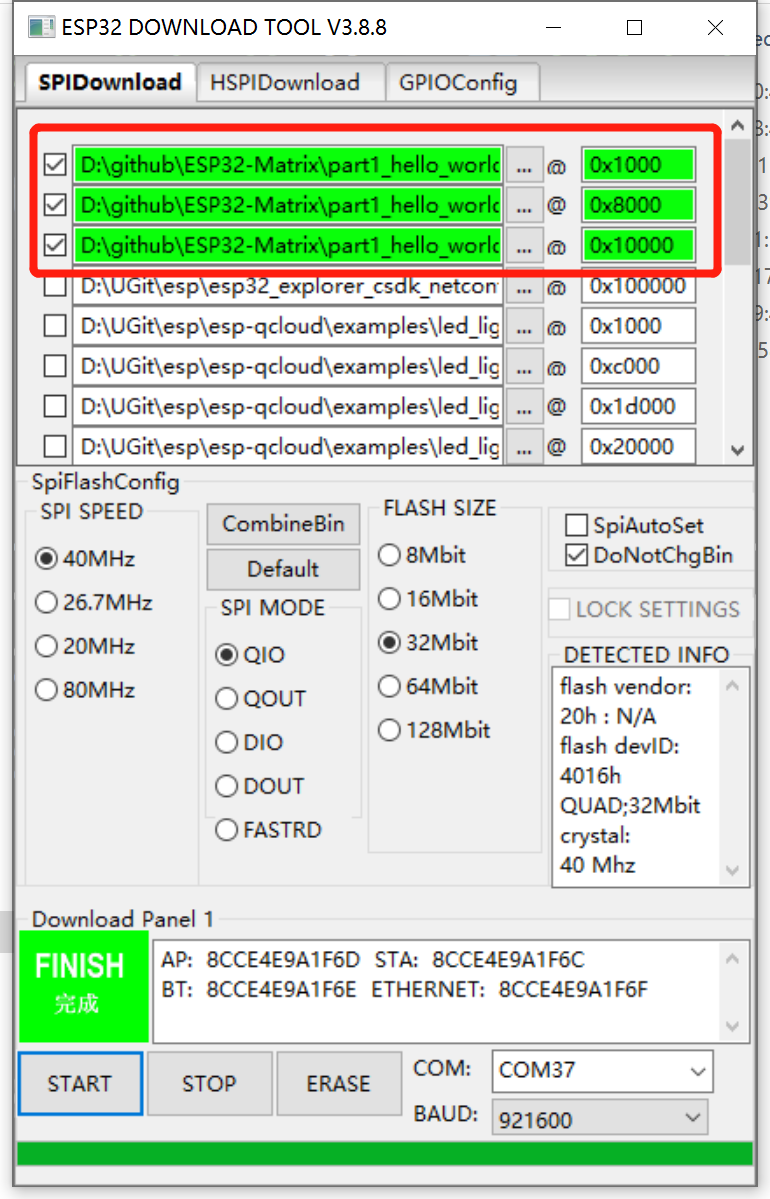 ESP32 DOWNLOAD TOOL V3.8.8
SPIDownload HSPIDownload GPIOConfig
D:\github\ESP32-Matrix\part1_hello_world ... @ 0x1000
D:\github\ESP32-Matrix\part1_hello_world ... @ 0x8000
D:\github\ESP32-Matrix\part1_hello_world ... @ 0x10000
D:\UGit\esp\esp32_explorer_csdk_netcon ... @ 0x100000
D:\UGit\esp\esp-qcloud\examples\led_lig ... @ 0x1000
D:\UGit\esp\esp-qcloud\examples\led_lig ... @ 0xc000
D:\UGit\esp\esp-qcloud\examples\led_lig ... @ 0x1d000
D:\UGit\esp\esp-qcloud\examples\led_lig ... @ 0x20000
SpiFlashConfig
SPI SPEED
40MHz
26.7MHz
20MHz
80MHz
CombineBin
Default
SPI MODE
QIO
QOUT
DIO
DOUT
FASTRD
FLASH SIZE
8Mbit
16Mbit
32Mbit
64Mbit
128Mbit
SpiAutoSet
DoNotChgBin
LOCK SETTINGS
DETECTED INFO
flash vendor:
20h : N/A
flash devID:
4016h
QUAD;32Mbit
crystal:
40 Mhz
Download Panel 1
FINISH
完成
AP: 8CCE4E9A1F6D STA: 8CCE4E9A1F6C
BT: 8CCE4E9A1F6E ETHERNET: 8CCE4E9A1F6F
START STOP ERASE
COM: COM37
BAUD: 921600